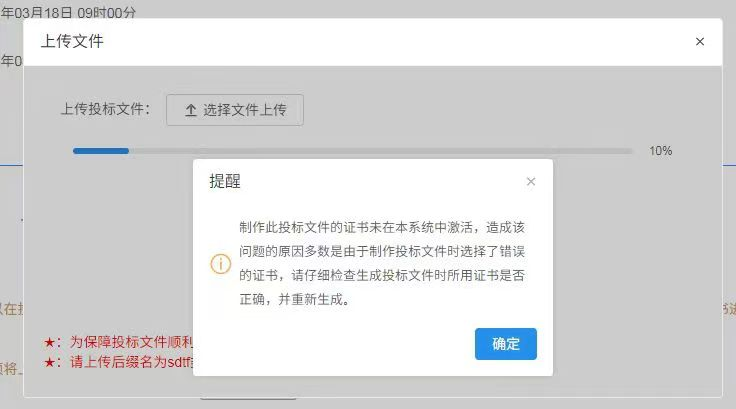 年03月18日 09时00分
上传文件
年0
上传投标文件：
选择文件上传
10%
提醒
制作此投标文件的证书未在本系统中激活，造成该
问题的原因多数是由于制作投标文件时选择了错误
的证书，请仔细检查生成投标文件时所用证书是否
正确，并重新生成。
以在
★：为保障投标文件顺利
确定
★：请上传后缀名为sdtf
将